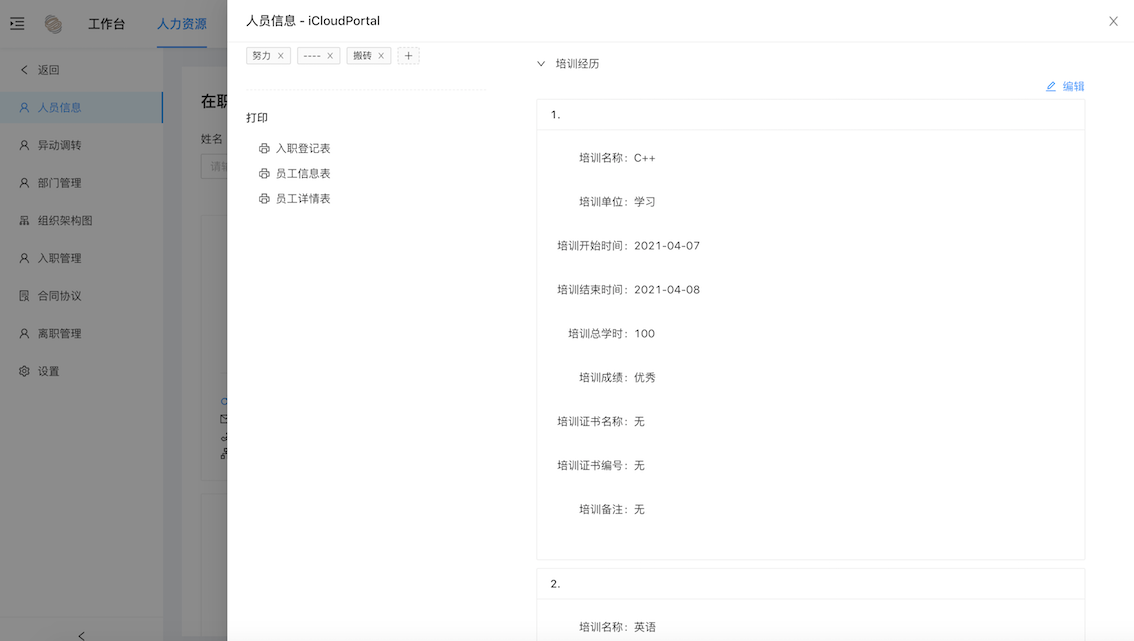 工作台
人力资源
返回
人员信息
异动调转
部门管理
组织架构图
入职管理
合同协议
离职管理
设置
在职
姓名
人员信息 - iCloudPortal
努力
----
搬砖
打印
入职登记表
员工信息表
员工详情表
培训经历
编辑
1.
培训名称: C++
培训单位: 学习
培训开始时间: 2021-04-07
培训结束时间: 2021-04-08
培训总学时: 100
培训成绩: 优秀
培训证书名称: 无
培训证书编号: 无
培训备注: 无
2.
培训名称: 英语